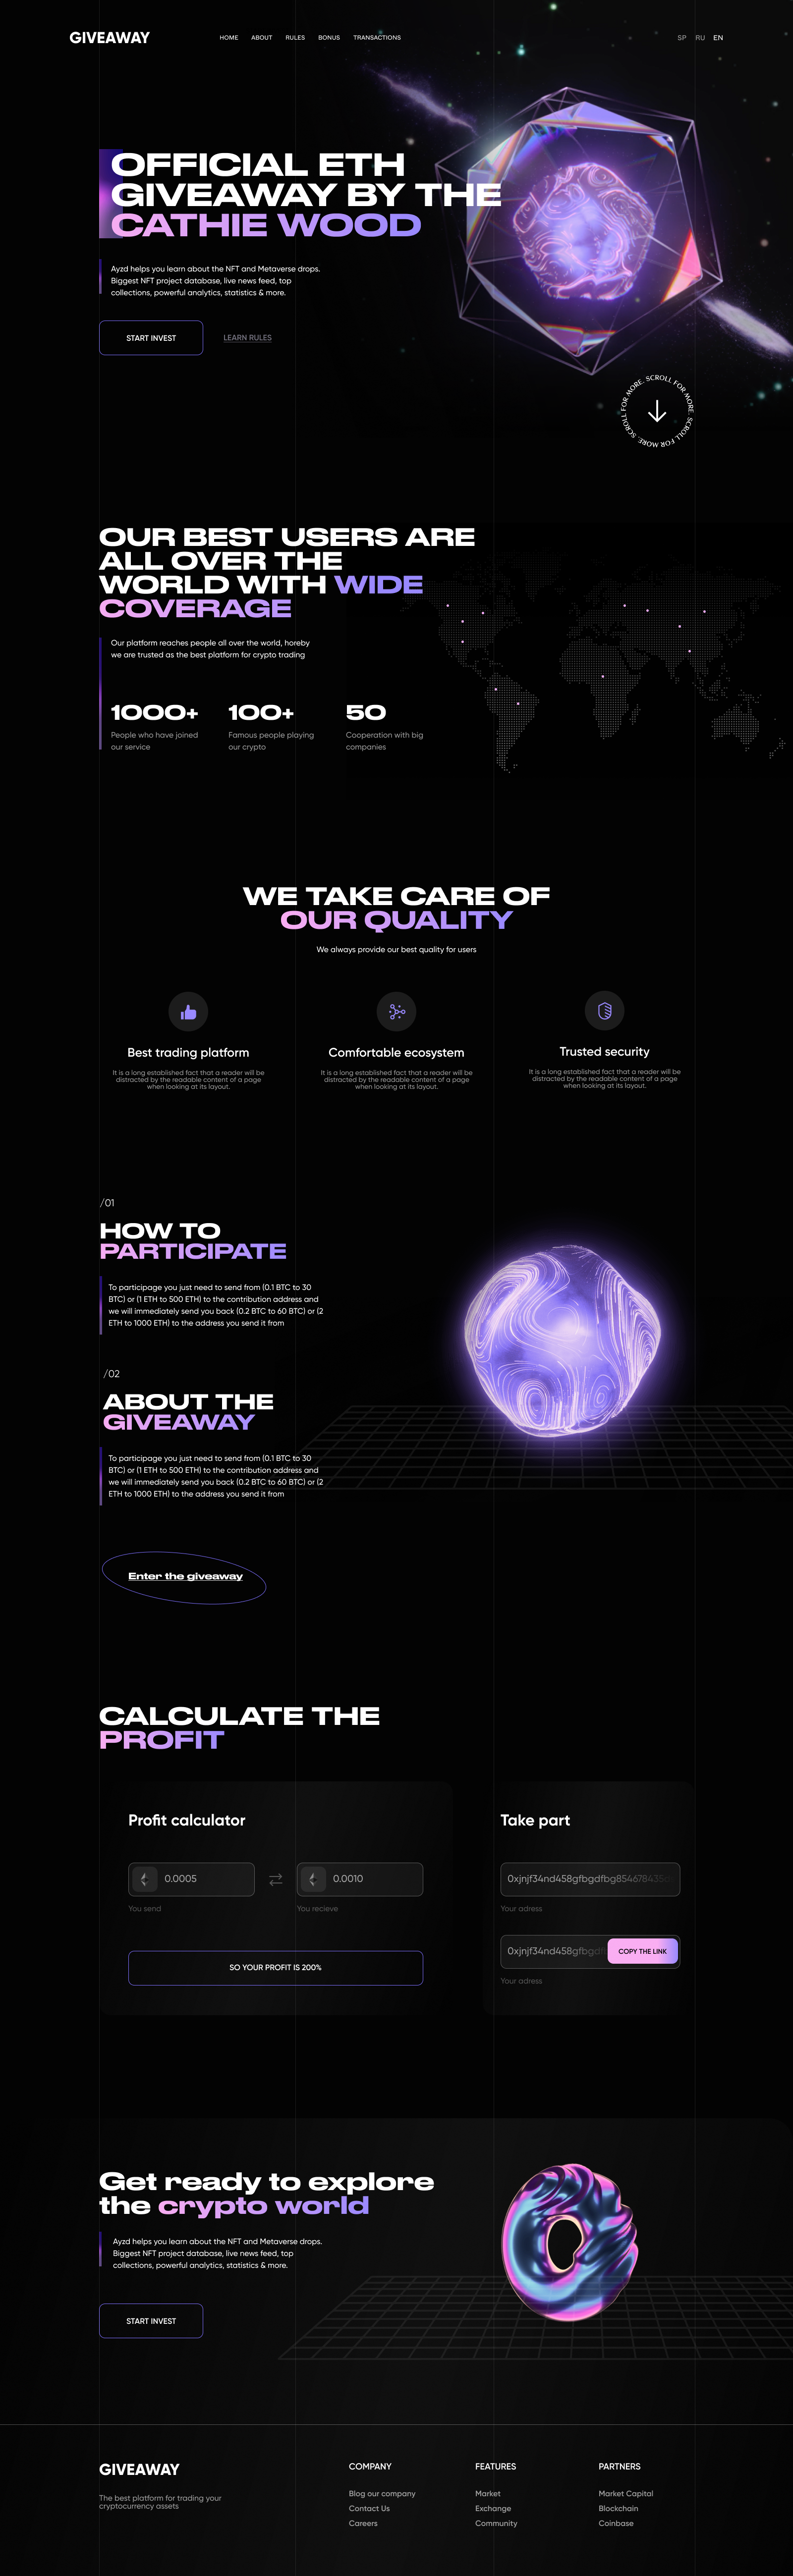 GIVEAWAY
HOME ABOUT RULES BONUS TRANSACTIONS
SP RU EN
OFFICIAL ETH
GIVEAWAY BY THE
CATHIE WOOD
Ayzd helps you learn about the NFT and Metaverse drops.
Biggest NFT project database, live news feed, top
collections, powerful analytics, statistics & more.
START INVEST
LEARN RULES
SCROLL FOR MORE. SCROLL FOR MORE. SCROLL FOR MORE.
OUR BEST USERS ARE
ALL OVER THE
WORLD WITH WIDE
COVERAGE
Our platform reaches people all over the world, horeby
we are trusted as the best platform for crypto trading
1000+
People who have joined
our service
100+
Famous people playing
our crypto
50
Cooperation with big
companies
WE TAKE CARE OF
OUR QUALITY
We always provide our best quality for users
Best trading platform
It is a long established fact that a reader will be
distracted by the readable content of a page
when looking at its layout.
Comfortable ecosystem
It is a long established fact that a reader will be
distracted by the readable content of a page
when looking at its layout.
Trusted security
It is a long established fact that a reader will be
distracted by the readable content of a page
when looking at its layout.
/01
HOW TO
PARTICIPATE
To participage you just need to send from (0.1 BTC to 30
BTC) or (1 ETH to 500 ETH) to the contribution address and
we will immediately send you back (0.2 BTC to 60 BTC) or (2
ETH to 1000 ETH) to the address you send it from
/02
ABOUT THE
GIVEAWAY
To participage you just need to send from (0.1 BTC to 30
BTC) or (1 ETH to 500 ETH) to the contribution address and
we will immediately send you back (0.2 BTC to 60 BTC) or (2
ETH to 1000 ETH) to the address you send it from
Enter the giveaway
CALCULATE THE
PROFIT
Profit calculator
0.0005
You send
0.0010
You recieve
SO YOUR PROFIT IS 200%
Take part
0xjnjf34nd458gfbgdfbg85467843
Your adress
0xjnjf34nd458gfbgd
COPY THE LINK
Your adress
Get ready to explore
the crypto world
Ayzd helps you learn about the NFT and Metaverse drops.
Biggest NFT project database, live news feed, top
collections, powerful analytics, statistics & more.
START INVEST
GIVEAWAY
The best platform for trading your
cryptocurrency assets
COMPANY
Blog our company
Contact Us
Careers
FEATURES
Market
Exchange
Community
PARTNERS
Market Capital
Blockchain
Coinbase